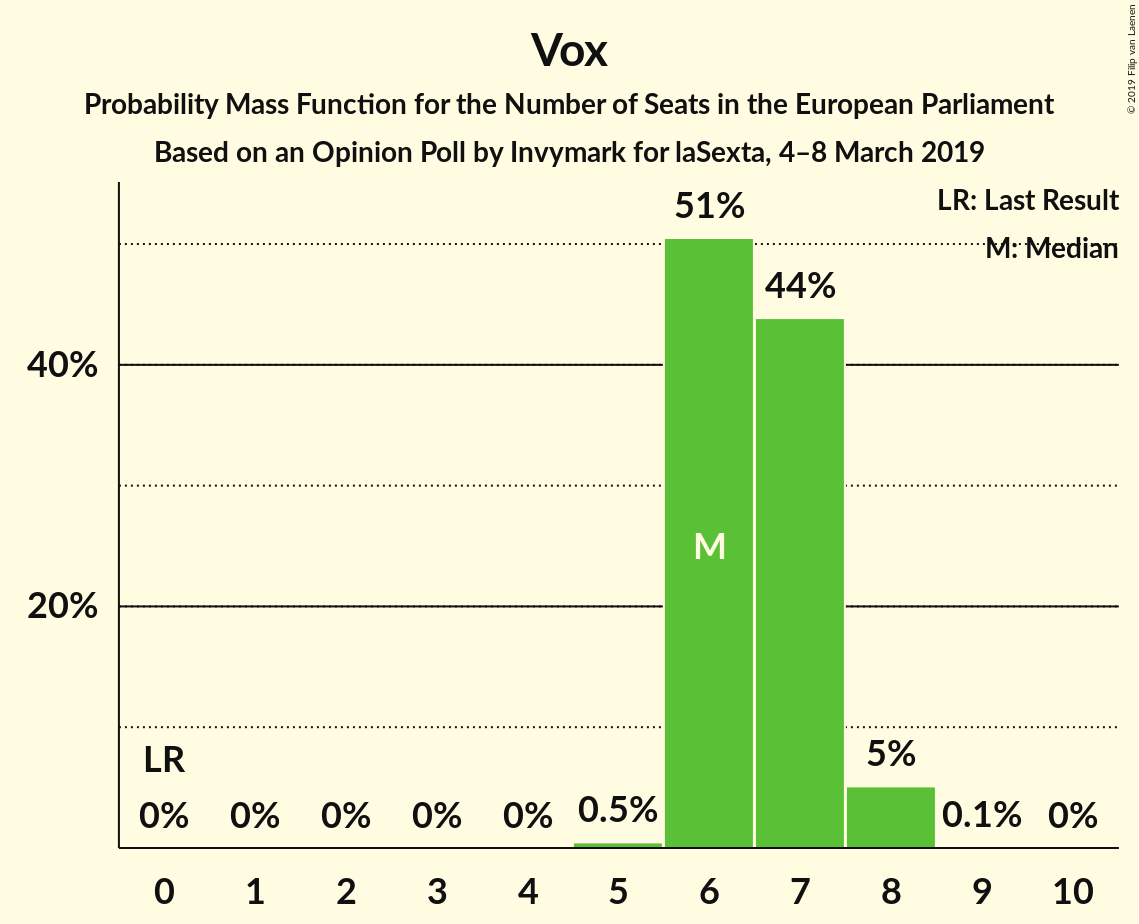 Vox
Probability Mass Function for the Number of Seats in the European Parliament
Based on an Opinion Poll by Invymark for laSexta, 4–8 March 2019
© 2019 Filip van Laenen
LR: Last Result
M: Median
51%
44%
40%
M
20%
LR
5%
0% 0% 0% 0% 0% 0.5% 0.1% 0%
0 1 2 3 4 5 6 7 8 9 10